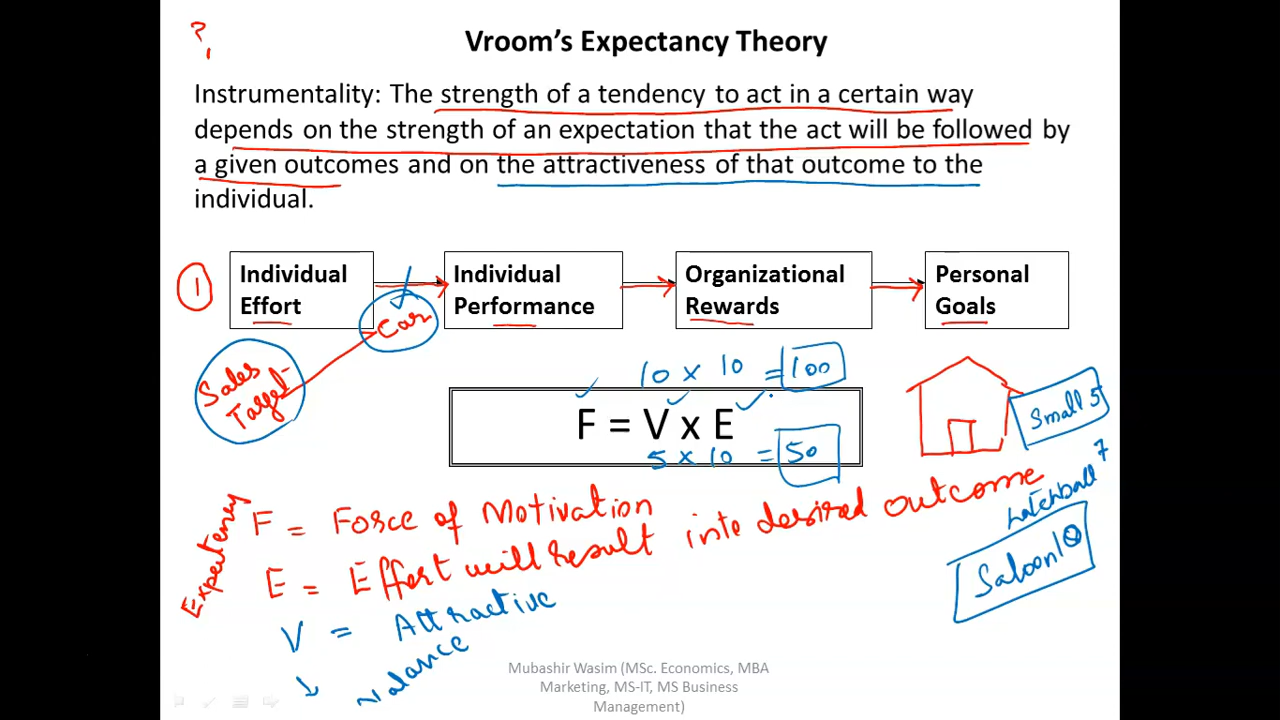 ?
Vroom's Expectancy Theory
Instrumentality: The strength of a tendency to act in a certain way
depends on the strength of an expectation that the act will be followed by
a given outcomes and on the attractiveness of that outcome to the
individual.
1
Individual
Effort
Individual
Performance
Organizational
Rewards
Personal
Goals
Car
Sales
Target
10 x 10 = 100
F = V x E
5 x 10 = 50
Small 5
7
Saloon 10
Expectency
F = Force of Motivation
E = Effort will Result into desired outcome
V = Attractive
Valance
Mubashir Wasim (MSc. Economics, MBA
Marketing, MS-IT, MS Business
Management)